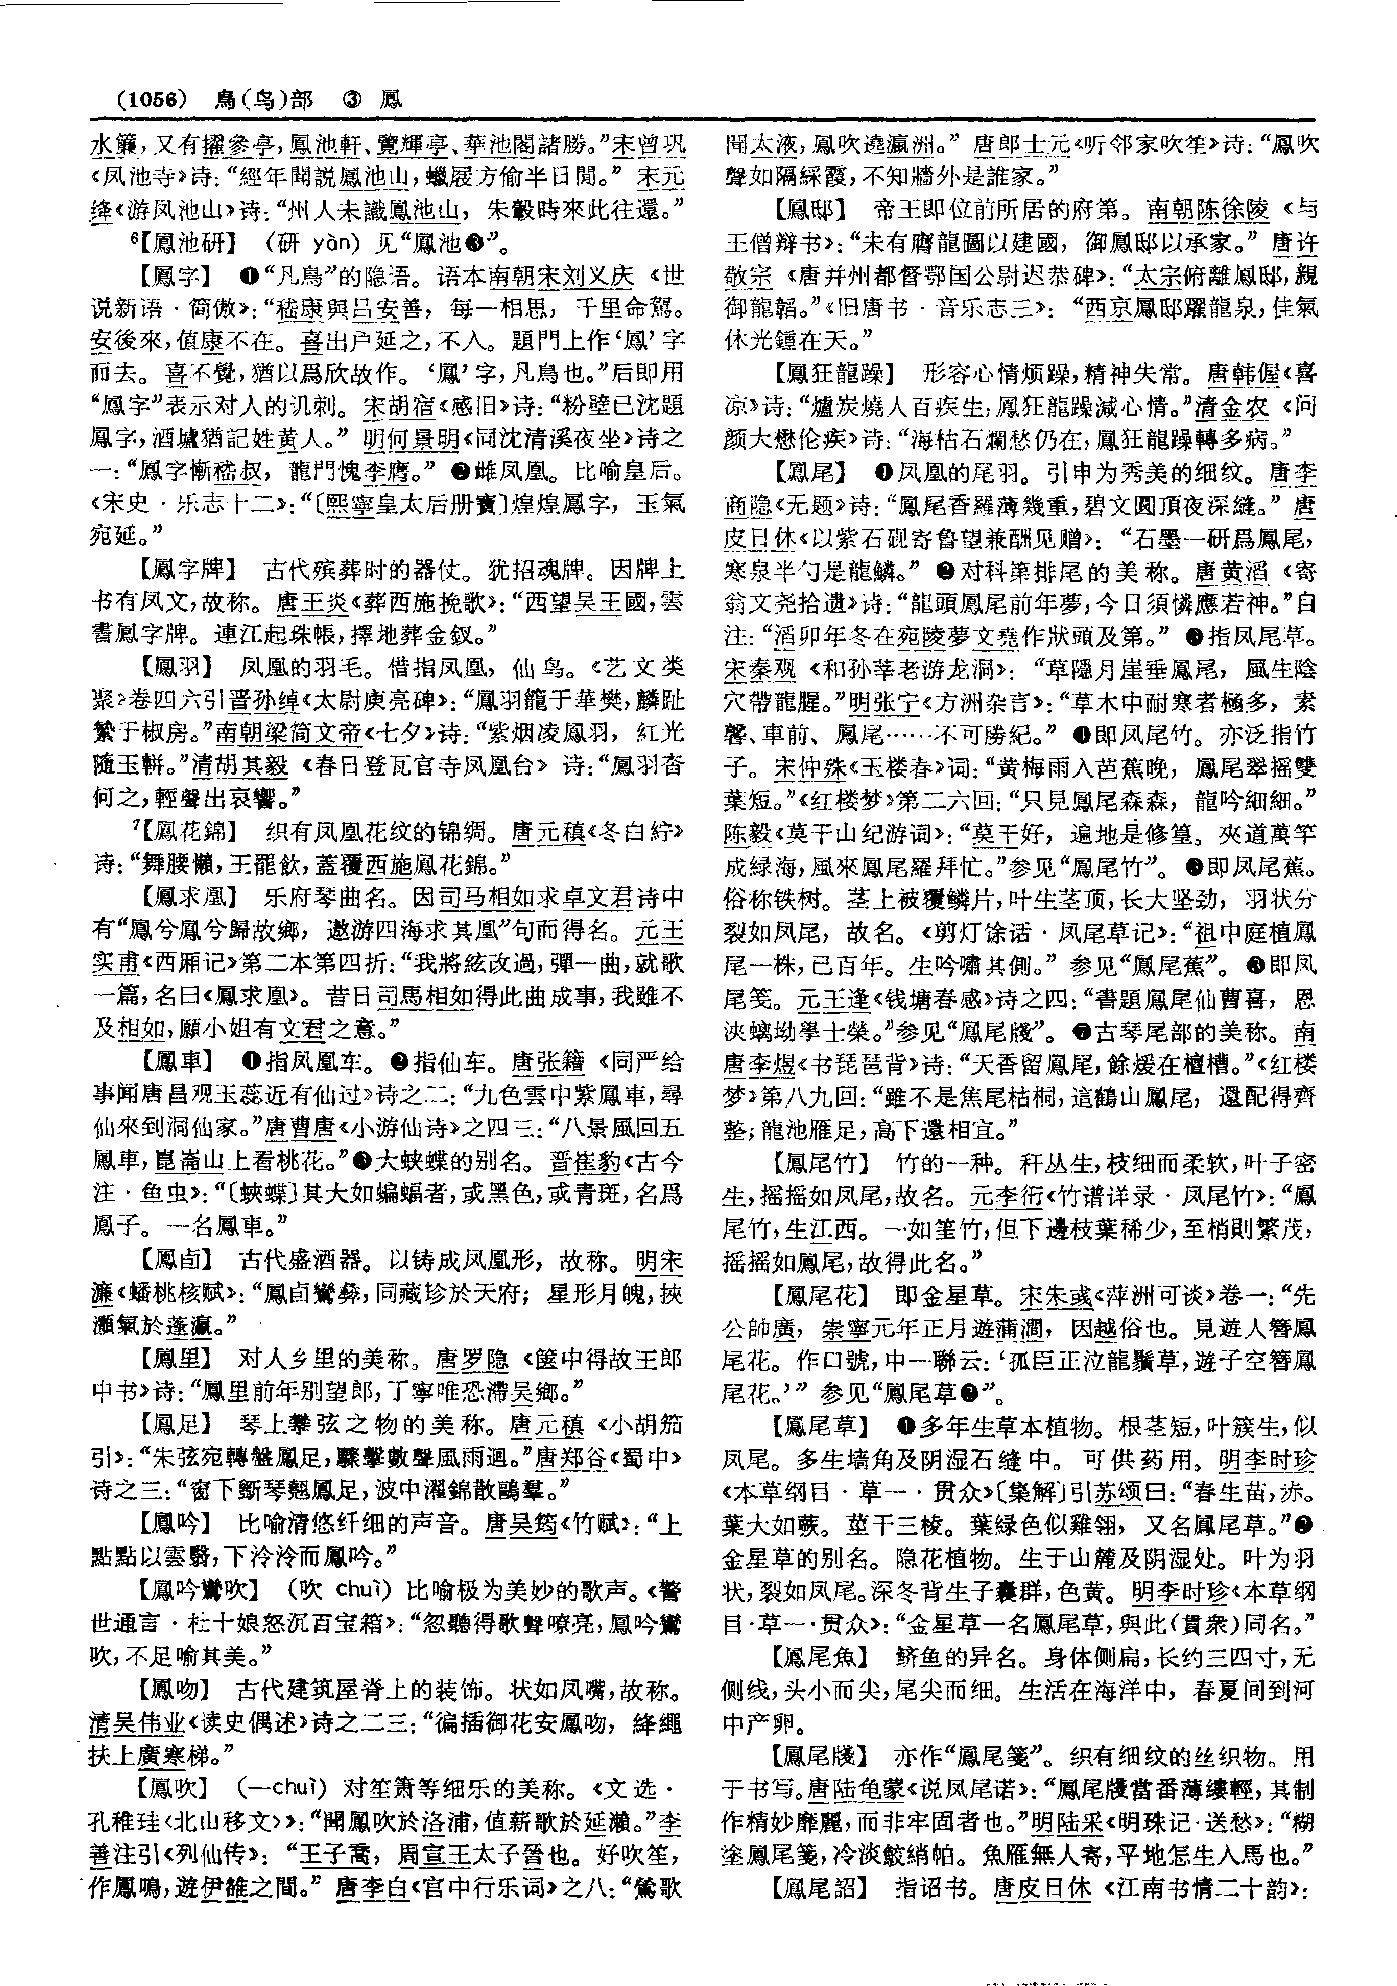 (1056) 鳥(鸟)部 ③ 鳳
水簾,又有擢參亭,鳳池軒、覽輝亭、華池閣諸勝。”宋曾巩
《凤池寺》诗:“經年聞説鳳池山,蠟屐方偷半日閒。” 宋元
绛《游凤池山》诗:“州人未識鳳池山, 朱轂時來此往還。”
6【鳳池研】 (研 yàn) 见“鳳池❸”。
【鳳字】 ❶“凡鳥”的隐语。语本南朝宋刘义庆《世
说新语·简傲》:“嵇康與吕安善, 每一相思, 千里命駕。
安後來,值康不在。喜出户延之,不入。題門上作‘鳳’字
而去。喜不覺,猶以爲欣故作。‘鳳’字,凡鳥也。”后即用
“鳳字”表示对人的讥刺。宋胡宿《感旧》诗:“粉壁已沈題
鳳字,酒壚猶記姓黄人。” 明何景明《同沈清溪夜坐》诗之
一:“鳳字慚嵇叔, 龍門愧李膺。” ❷雌凤凰。比喻皇后。
《宋史·乐志十二》:“〔熙寧皇太后册寶〕煌煌鳳字, 玉氣
宛延。”
【鳳字牌】 古代殡葬时的器仗。犹招魂牌。因牌上
书有凤文,故称。唐王炎《葬西施挽歌》:“西望吴王國,雲
書鳳字牌。連江起珠帳,擇地葬金釵。”
【鳳羽】 凤凰的羽毛。借指凤凰, 仙鸟。《艺文类
聚》卷四六引晋孙绰《太尉庾亮碑》:“鳳羽籠于華樊,麟趾
縶于椒房。”南朝梁简文帝《七夕》诗:“紫烟凌鳳羽, 紅光
隨玉軿。”清胡其毅《春日登瓦官寺凤凰台》诗:“鳳羽杳
何之,輕聲出哀響。”
7【鳳花錦】 织有凤凰花纹的锦绸。唐元稹《冬白紵》
诗:“舞腰懶,王罷飲,蓋覆西施鳳花錦。”
【鳳求凰】 乐府琴曲名。因司马相如求卓文君诗中
有“鳳兮鳳兮歸故鄉, 遨游四海求其凰”句而得名。元王
实甫《西厢记》第二本第四折:“我將絃改過,彈一曲,就歌
一篇,名曰《鳳求凰》。昔日司馬相如得此曲成事,我雖不
及相如,願小姐有文君之意。”
【鳳車】 ❶指凤凰车。❷指仙车。唐张籍《同严给
事闻唐昌观玉蕊近有仙过》诗之二:“九色雲中紫鳳車,尋
仙來到洞仙家。”唐曹唐《小游仙诗》之四三:“八景風回五
鳳車,崑崙山上看桃花。”❸大蛱蝶的别名。晋崔豹《古今
注·鱼虫》:“〔蛺蝶〕其大如蝙蝠者,或黑色,或青斑,名爲
鳳子。一名鳳車。”
【鳳卣】 古代盛酒器。以铸成凤凰形, 故称。明宋
濂《蟠桃核赋》:“鳳卣鸞彝,同藏珍於天府; 星形月魄,挾
灝氣於蓬瀛。”
【鳳里】 对人乡里的美称。唐罗隐《箧中得故王郎
中书》诗:“鳳里前年别望郎,丁寧唯恐滯吴鄉。”
【鳳足】 琴上攀弦之物的美称。唐元稹《小胡笳
引》:“朱弦宛轉盤鳳足,驟擊數聲風雨迴。”唐郑谷《蜀中》
诗之三:“窗下斲琴翹鳳足,波中濯錦散鷗羣。”
【鳳吟】 比喻清悠纤细的声音。唐吴筠《竹赋》:“上
點點以雲翳,下泠泠而鳳吟。”
【鳳吟鸞吹】 (吹 chuì) 比喻极为美妙的歌声。《警
世通言·杜十娘怒沉百宝箱》:“忽聽得歌聲嘹亮,鳳吟鸞
吹,不足喻其美。”
【鳳吻】 古代建筑屋脊上的装饰。状如凤嘴,故称。
清吴伟业《读史偶述》诗之二三:“徧插御花安鳳吻, 絳繩
扶上廣寒梯。”
【鳳吹】 (—chuì) 对笙箫等细乐的美称。《文选·
孔稚珪〈北山移文〉》:“聞鳳吹於洛浦,值薪歌於延瀨。”李
善注引《列仙传》: “王子喬, 周宣王太子晉也。好吹笙,
作鳳鳴,遊伊雒之間。” 唐李白《宫中行乐词》之八:“鶯歌
聞太液,鳳吹遶瀛洲。” 唐郎士元《听邻家吹笙》诗:“鳳吹
聲如隔綵霞,不知牆外是誰家。”
【鳳邸】 帝王即位前所居的府第。南朝陈徐陵《与
王僧辩书》:“未有膺龍圖以建國, 御鳳邸以承家。” 唐许
敬宗《唐并州都督鄂国公尉迟恭碑》:“太宗俯離鳳邸,親
御龍韜。”《旧唐书·音乐志三》: “西京鳳邸躍龍泉,佳氣
休光鍾在天。”
【鳳狂龍躁】 形容心情烦躁,精神失常。唐韩偓《喜
凉》诗:“爐炭燒人百疾生,鳳狂龍躁減心情。”清金农《问
颜大懋伦疾》诗:“海枯石爛愁仍在,鳳狂龍躁轉多病。”
【鳳尾】 ❶凤凰的尾羽。引申为秀美的细纹。唐李
商隐《无题》诗:“鳳尾香羅薄幾重,碧文圓頂夜深縫。” 唐
皮日休《以紫石砚寄鲁望兼酬见赠》: “石墨一研爲鳳尾,
寒泉半勺是龍鱗。” ❷对科第排尾的美称。唐黄滔《寄
翁文尧拾遗》诗:“龍頭鳳尾前年夢,今日須憐應若神。”自
注:“滔卯年冬在宛陵夢文堯作狀頭及第。” ❸指凤尾草。
宋秦观《和孙莘老游龙洞》: “草隱月崖垂鳳尾, 風生陰
穴帶龍腥。”明张宁《方洲杂言》:“草木中耐寒者極多, 素
馨、車前、鳳尾……不可勝紀。” ❹即凤尾竹。亦泛指竹
子。宋仲殊《玉楼春》词:“黄梅雨入芭蕉晚, 鳳尾翠摇雙
葉短。”《红楼梦》第二六回:“只見鳳尾森森, 龍吟細細。”
陈毅《莫干山纪游词》:“莫干好, 遍地是修篁。夾道萬竿
成緑海,風來鳳尾羅拜忙。”参见“鳳尾竹”。❺即凤尾蕉。
俗称铁树。茎上被覆鳞片,叶生茎顶,长大坚劲, 羽状分
裂如凤尾, 故名。《剪灯馀话·凤尾草记》:“祖中庭植鳳
尾一株,已百年。生吟嘯其側。” 参见“鳳尾蕉”。❻即凤
尾笺。元王逢《钱塘春感》诗之四:“書題鳳尾仙曹喜, 恩
浹螭坳學士榮。”参见“鳳尾牋”。❼古琴尾部的美称。南
唐李煜《书琵琶背》诗:“天香留鳳尾,餘煖在檀槽。”《红楼
梦》第八九回:“雖不是焦尾枯桐,這鶴山鳳尾, 還配得齊
整;龍池雁足,高下還相宜。”
【鳳尾竹】 竹的一种。秆丛生,枝细而柔软,叶子密
生,摇摇如凤尾,故名。元李衎《竹谱详录·凤尾竹》:“鳳
尾竹,生江西。一如筀竹,但下邊枝葉稀少,至梢則繁茂,
摇摇如鳳尾,故得此名。”
【鳳尾花】 即金星草。宋朱彧《萍洲可谈》卷一:“先
公帥廣, 崇寧元年正月遊蒲澗, 因越俗也。見遊人簪鳳
尾花。作口號,中一聯云:‘孤臣正泣龍鬚草,遊子空簪鳳
尾花。’” 参见“鳳尾草❷”。
【鳳尾草】 ❶多年生草本植物。根茎短,叶簇生,似
凤尾。多生墙角及阴湿石缝中。可供药用。明李时珍
《本草纲目·草一·贯众》〔集解〕引苏颂曰:“春生苗,赤。
葉大如蕨。莖干三棱。葉緑色似雞翎, 又名鳳尾草。”❷
金星草的别名。隐花植物。生于山麓及阴湿处。叶为羽
状,裂如凤尾。深冬背生子囊群,色黄。明李时珍《本草纲
目·草一·贯众》:“金星草一名鳳尾草,與此(貫衆)同名。”
【鳳尾魚】 鲚鱼的异名。身体侧扁,长约三四寸,无
侧线,头小而尖,尾尖而细。生活在海洋中, 春夏间到河
中产卵。
【鳳尾牋】 亦作“鳳尾箋”。织有细纹的丝织物。用
于书写。唐陆龟蒙《说凤尾诺》:“鳳尾牋當番薄縷輕,其制
作精妙靡麗,而非牢固者也。”明陆采《明珠记·送愁》:“糊
塗鳳尾箋,冷淡鮫綃帕。魚雁無人寄,平地怎生入馬也。”
【鳳尾詔】 指诏书。唐皮日休《江南书情二十韵》: